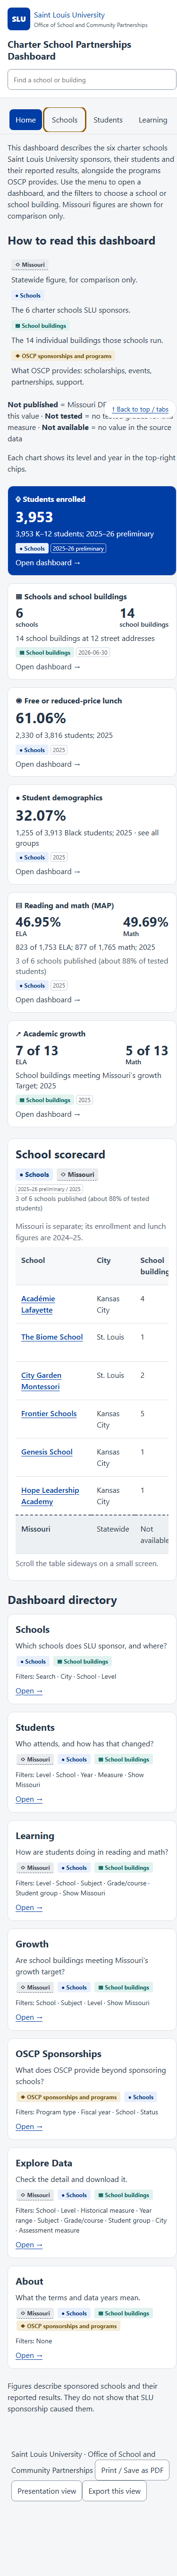 SLU
Saint Louis University
Office of School and Community Partnerships
Charter School Partnerships
Dashboard
Find a school or building
Home
Schools
Students
Learning
This dashboard describes the six charter schools
Saint Louis University sponsors, their students and
their reported results, alongside the programs
OSCP provides. Use the menu to open a
dashboard, and the filters to choose a school or
school building. Missouri figures are shown for
comparison only.
How to read this dashboard
◇ Missouri
Statewide figure, for comparison only.
● Schools
The 6 charter schools SLU sponsors.
School buildings
The 14 individual buildings those schools run.
◆ OSCP sponsorships and programs
What OSCP provides: scholarships, events,
partnerships, support.
Not published = Missouri DE
↑ Back to top / tabs
this value · Not tested = no te
measure · Not available = no value in the source
data
Each chart shows its level and year in the top-right
chips.
Students enrolled
3,953
3,953 K–12 students; 2025–26 preliminary
● Schools 2025–26 preliminary
Open dashboard →
Schools and school buildings
6 14
schools school buildings
14 school buildings at 12 street addresses
School buildings 2026-06-30
Open dashboard →
Free or reduced-price lunch
61.06%
2,330 of 3,816 students; 2025
● Schools 2025
Open dashboard →
Student demographics
32.07%
1,255 of 3,913 Black students; 2025 · see all
groups
● Schools 2025
Open dashboard →
Reading and math (MAP)
46.95% 49.69%
ELA Math
823 of 1,753 ELA; 877 of 1,765 math; 2025
3 of 6 schools published (about 88% of tested
students)
● Schools 2025
Open dashboard →
Academic growth
7 of 13 5 of 13
ELA Math
School buildings meeting Missouri's growth
Target; 2025
School buildings 2025
Open dashboard →
School scorecard
● Schools ◇ Missouri
2025–26 preliminary / 2025
3 of 6 schools published (about 88% of tested
students)
Missouri is separate; its enrollment and lunch
figures are 2024–25.
School City School
building
Académie Kansas 4
Lafayette City
The Biome School St. Louis 1
City Garden St. Louis 2
Montessori
Frontier Schools Kansas 5
City
Genesis School Kansas 1
City
Hope Leadership Kansas 1
Academy City
Missouri Statewide Not
available
Scroll the table sideways on a small screen.
Dashboard directory
Schools
Which schools does SLU sponsor, and where?
● Schools School buildings
Filters: Search · City · School · Level
Open →
Students
Who attends, and how has that changed?
◇ Missouri ● Schools School buildings
Filters: Level · School · Year · Measure · Show
Missouri
Open →
Learning
How are students doing in reading and math?
◇ Missouri ● Schools School buildings
Filters: Level · School · Subject · Grade/course ·
Student group · Show Missouri
Open →
Growth
Are school buildings meeting Missouri's
growth target?
◇ Missouri ● Schools School buildings
Filters: School · Subject · Level · Show Missouri
Open →
OSCP Sponsorships
What does OSCP provide beyond sponsoring
schools?
◆ OSCP sponsorships and programs ● Schools
Filters: Program type · Fiscal year · School · Status
Open →
Explore Data
Check the detail and download it.
◇ Missouri ● Schools School buildings
Filters: School · Level · Historical measure · Year
range · Subject · Grade/course · Student group · City
· Assessment measure
Open →
About
What the terms and data years mean.
◇ Missouri ● Schools School buildings
◆ OSCP sponsorships and programs
Filters: None
Open →
Figures describe sponsored schools and their
reported results. They do not show that SLU
sponsorship caused them.
Saint Louis University · Office of School and
Community Partnerships Print / Save as PDF
Presentation view Export this view